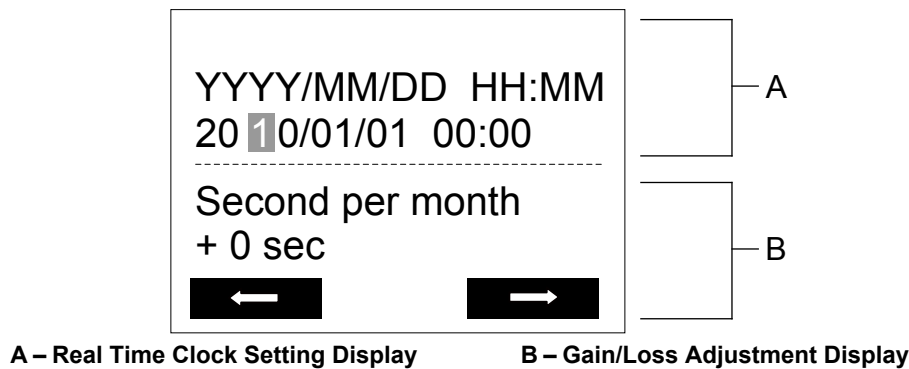 YYYY/MM/DD HH:MM
2010/01/01 00:00
Second per month
+ 0 sec
A
B
A – Real Time Clock Setting Display B – Gain/Loss Adjustment Display